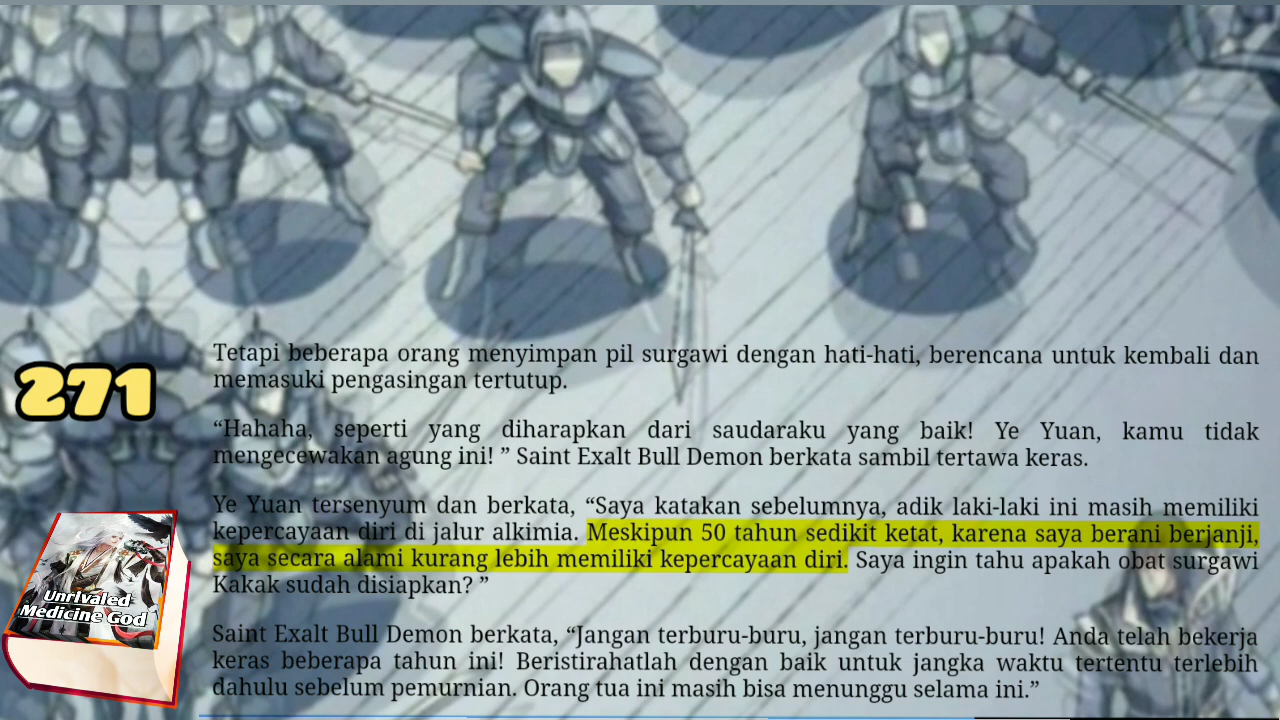 Tetapi beberapa orang menyimpan pil surgawi dengan hati-hati, berencana untuk kembali dan
memasuki pengasingan tertutup.
“Hahaha, seperti yang diharapkan dari saudaraku yang baik! Ye Yuan, kamu tidak
mengecewakan agung ini! ” Saint Exalt Bull Demon berkata sambil tertawa keras.
271
Ye Yuan tersenyum dan berkata, “Saya katakan sebelumnya, adik laki-laki ini masih memiliki
kepercayaan diri di jalur alkimia. Meskipun 50 tahun sedikit ketat, karena saya berani berjanji,
saya secara alami kurang lebih memiliki kepercayaan diri. Saya ingin tahu apakah obat surgawi
Kakak sudah disiapkan? ”
Saint Exalt Bull Demon berkata, “Jangan terburu-buru, jangan terburu-buru! Anda telah bekerja
keras beberapa tahun ini! Beristirahatlah dengan baik untuk jangka waktu tertentu terlebih
dahulu sebelum pemurnian. Orang tua ini masih bisa menunggu selama ini.”
Unrivaled
Medicine God